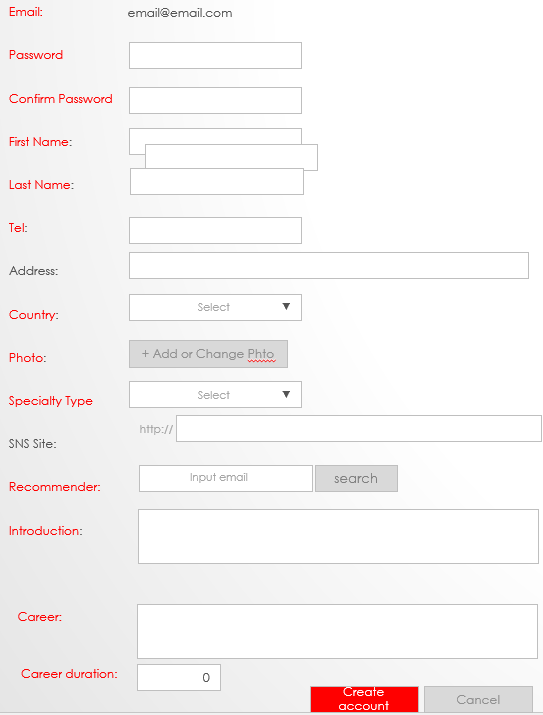 Email: email@email.com
Password
Confirm Password
First Name:
Last Name:
Tel:
Address:
Country: Select
Photo: + Add or Change Phto
Specialty Type Select
SNS Site: http://
Recommender: Input email search
Introduction:
Career:
Career duration: 0
Create
account
Cancel